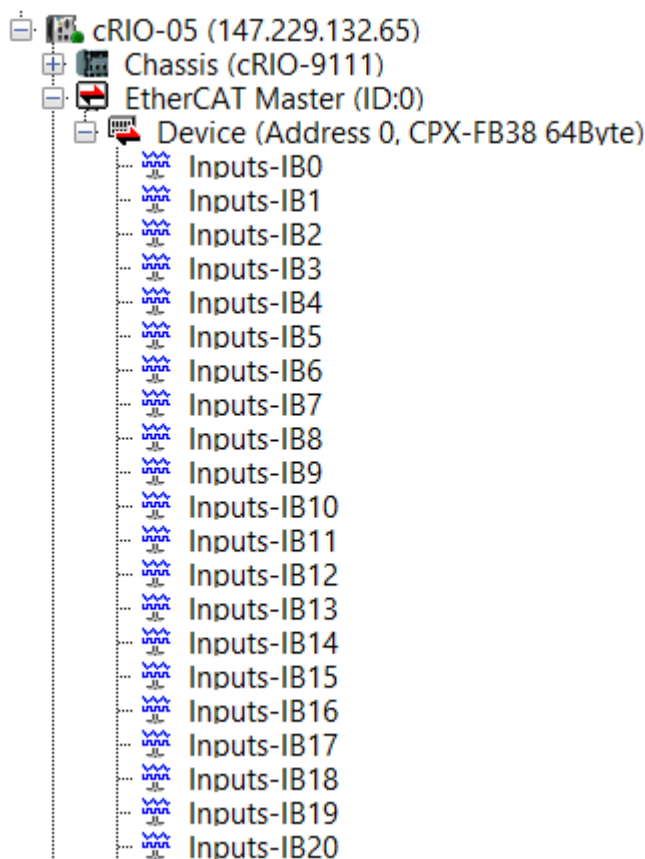 cRIO-05 (147.229.132.65)
Chassis (cRIO-9111)
EtherCAT Master (ID:0)
Device (Address 0, CPX-FB38 64Byte)
Inputs-IB0
Inputs-IB1
Inputs-IB2
Inputs-IB3
Inputs-IB4
Inputs-IB5
Inputs-IB6
Inputs-IB7
Inputs-IB8
Inputs-IB9
Inputs-IB10
Inputs-IB11
Inputs-IB12
Inputs-IB13
Inputs-IB14
Inputs-IB15
Inputs-IB16
Inputs-IB17
Inputs-IB18
Inputs-IB19
Inputs-IB20